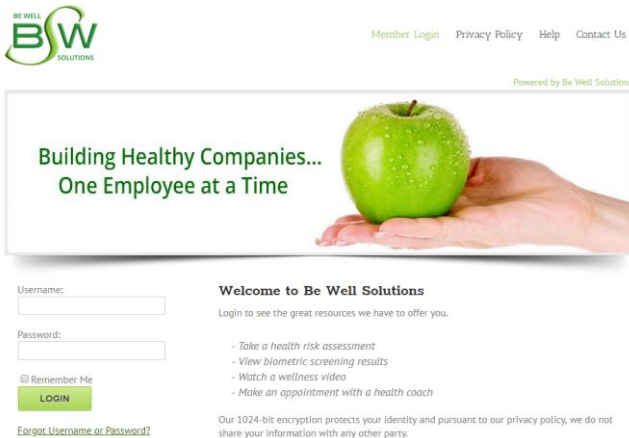 BE WELL
BSW
SOLUTIONS
Member Login Privacy Policy Help Contact Us
Powered by Be Well Solution
Building Healthy Companies...
One Employee at a Time
Username:
Password:
Remember Me
LOGIN
Forgot Username or Password?
Welcome to Be Well Solutions
Login to see the great resources we have to offer you.
- Take a health risk assessment
- View biometric screening results
- Watch a wellness video
- Make an appointment with a health coach
Our 1024-bit encryption protects your identity and pursuant to our privacy policy, we do not
share your information with any other party.